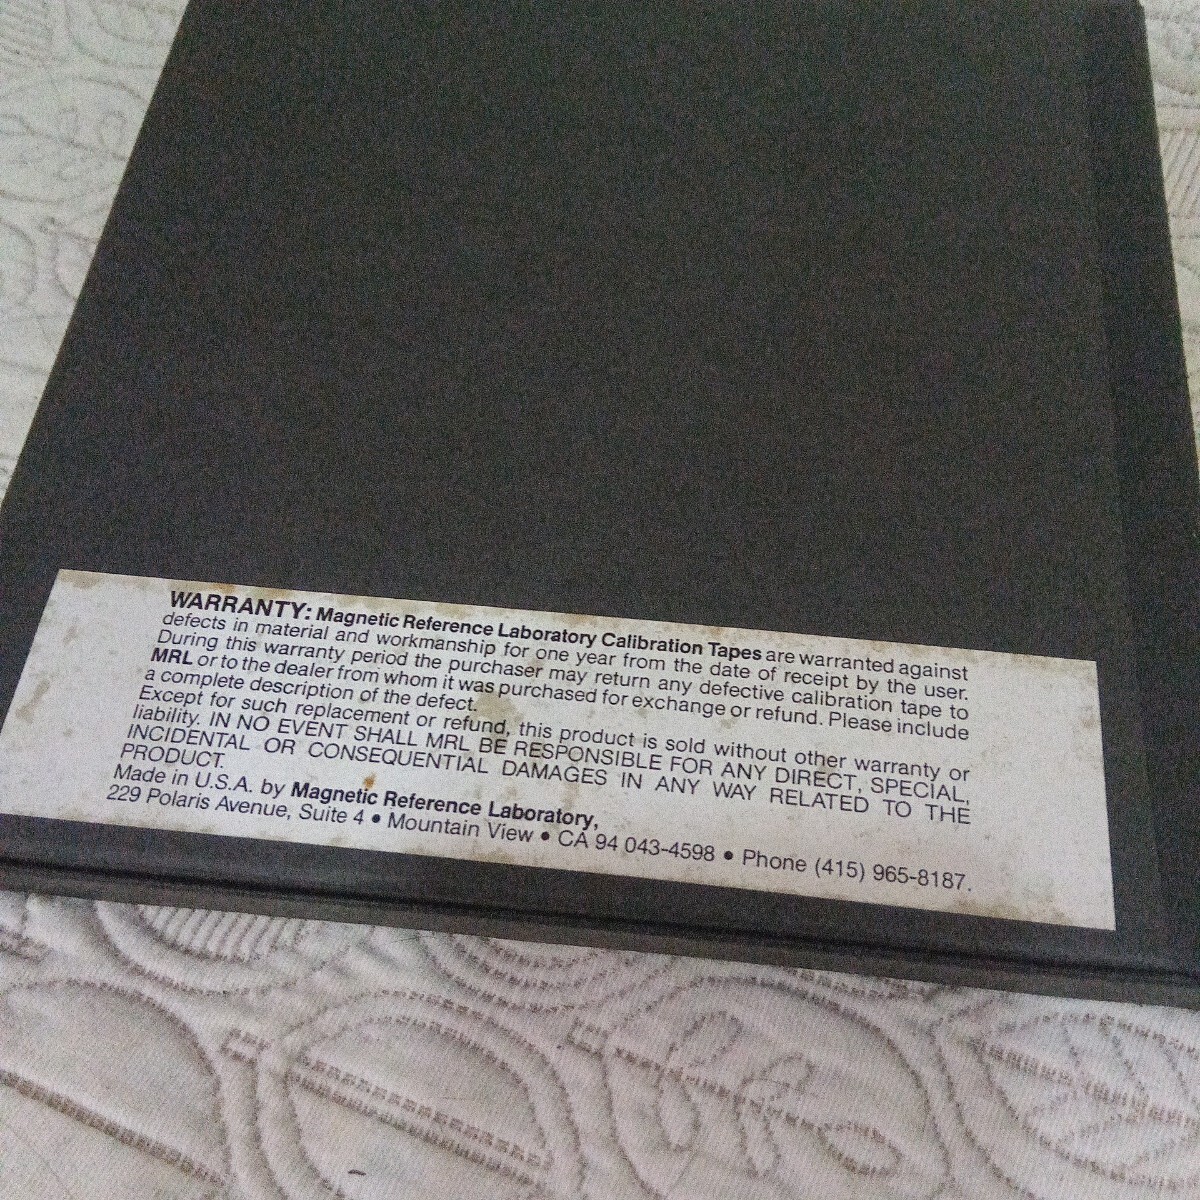 WARRANTY: Magnetic Reference Laboratory Calibration Tapes are warranted against
defects in material and workmanship for one year from the date of receipt by the user.
During this warranty period the purchaser may return any defective calibration tape to
MRL or to the dealer from whom it was purchased for exchange or refund. Please include
a complete description of the defect.
Except for such replacement or refund, this product is sold without other warranty or
liability. IN NO EVENT SHALL MRL BE RESPONSIBLE FOR ANY DIRECT, SPECIAL,
INCIDENTAL OR CONSEQUENTIAL DAMAGES IN ANY WAY RELATED TO THE
PRODUCT.
Made in U.S.A. by Magnetic Reference Laboratory,
229 Polaris Avenue, Suite 4 • Mountain View • CA 94 043-4598 • Phone (415) 965-8187.